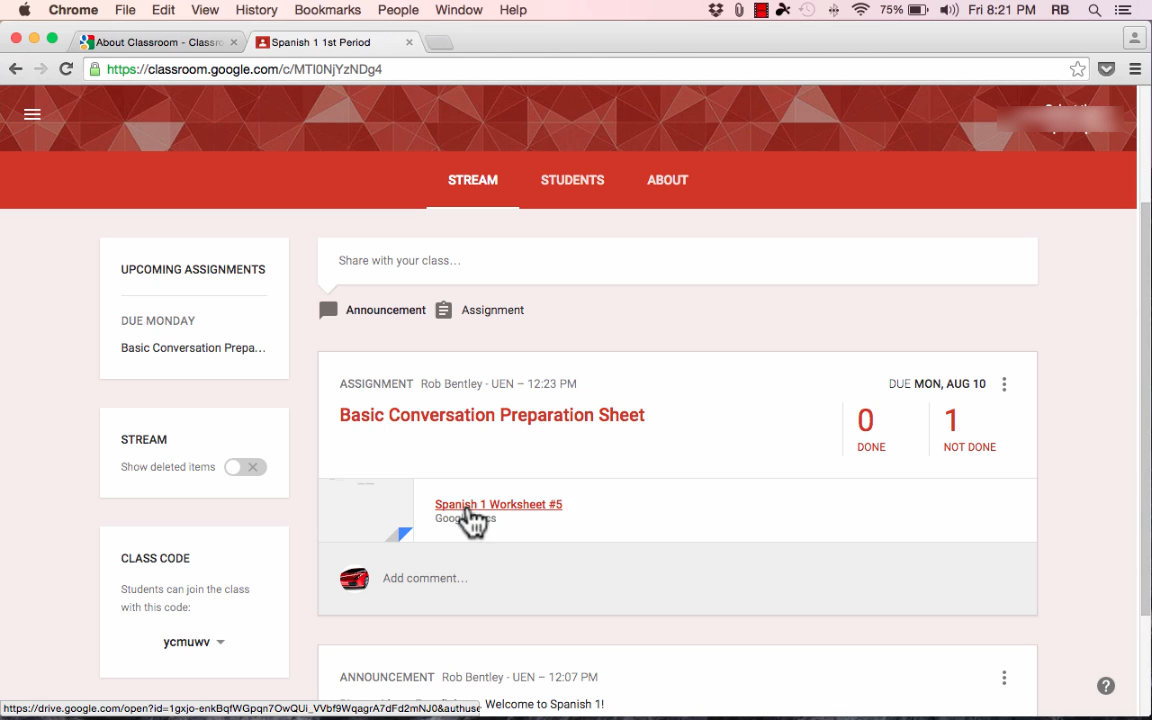 Chrome File Edit View History Bookmarks People Window Help 75% Fri 8:21 PM RB
About Classroom - Classro
Spanish 1 1st Period
https://classroom.google.com/c/MTI0NjYzNDg4
STREAM STUDENTS ABOUT
UPCOMING ASSIGNMENTS
DUE MONDAY
Basic Conversation Prepa...
STREAM
Show deleted items
CLASS CODE
Students can join the class
with this code:
ycmuwv
Share with your class...
Announcement Assignment
ASSIGNMENT Rob Bentley - UEN – 12:23 PM
DUE MON, AUG 10
Basic Conversation Preparation Sheet
0 1
DONE NOT DONE
Spanish 1 Worksheet #5
Add comment...
ANNOUNCEMENT Rob Bentley - UEN – 12:07 PM
Welcome to Spanish 1!
https://drive.google.com/open?id=1gxjo-enkBqfWGpqn7OwQUi_VVbf9WqagrA7dFd2mNJ0&authuse